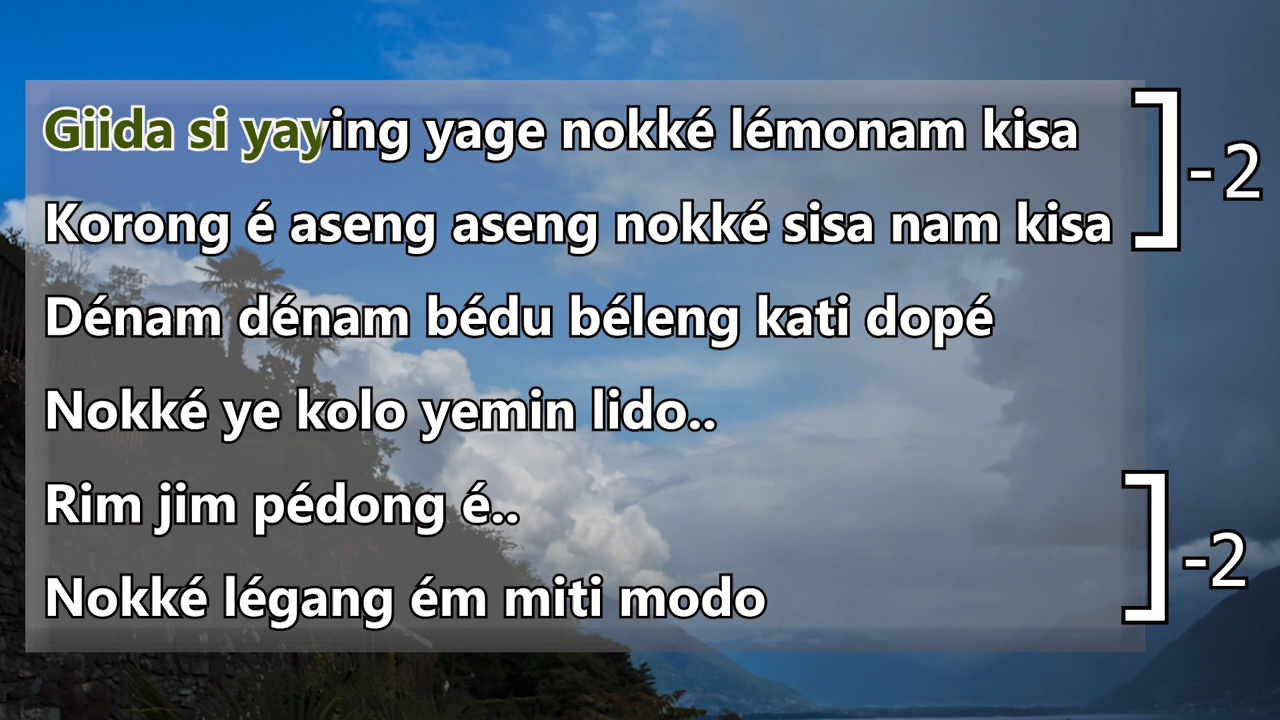 Giida si yaying yage nokké lémonam kisa
Korong é aseng aseng nokké sisa nam kisa
]-2
Dénam dénam bédu béleng kati dopé
Nokké ye kolo yemin lido..
Rim jim pédong é..
Nokké légang ém miti modo
]-2